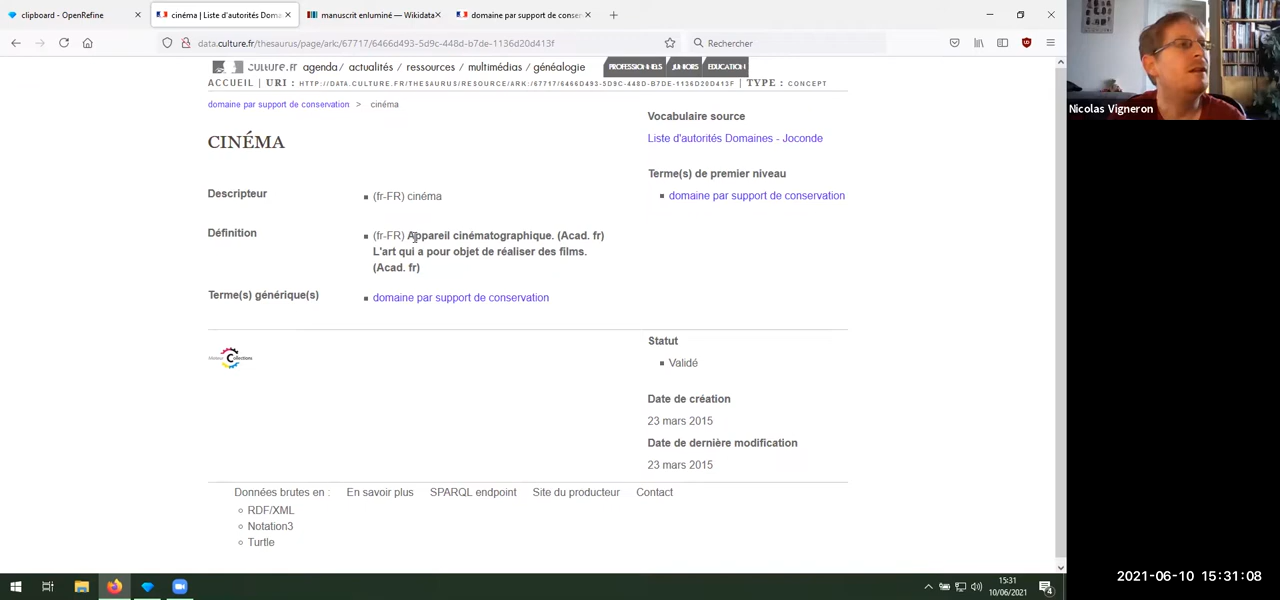 clipboard - OpenRefine
cinéma | Liste d'autorités Doma
manuscrit enluminé — Wikidata
domaine par support de conser
data.culture.fr/thesaurus/page/ark:/67717/6466d493-5d9c-448d-b7de-1136d20d413f
Rechercher
culture.fr agenda / actualités / ressources / multimédias / généalogie
PROFESSIONNELS JUNIORS EDUCATION
ACCUEIL | URI : HTTP://DATA.CULTURE.FR/THESAURUS/RESOURCE/ARK:/67717/6466D493-5D9C-448D-B7DE-1136D20D413F | TYPE : CONCEPT
domaine par support de conservation > cinéma
CINÉMA
Descripteur
(fr-FR) cinéma
Définition
(fr-FR) Appareil cinématographique. (Acad. fr)
L'art qui a pour objet de réaliser des films.
(Acad. fr)
Terme(s) générique(s)
domaine par support de conservation
Vocabulaire source
Liste d'autorités Domaines - Joconde
Terme(s) de premier niveau
domaine par support de conservation
Statut
Validé
Date de création
23 mars 2015
Date de dernière modification
23 mars 2015
Données brutes en :
RDF/XML
Notation3
Turtle
En savoir plus
SPARQL endpoint
Site du producteur
Contact
Nicolas Vigneron
15:31
10/06/2021
4
2021-06-10 15:31:08